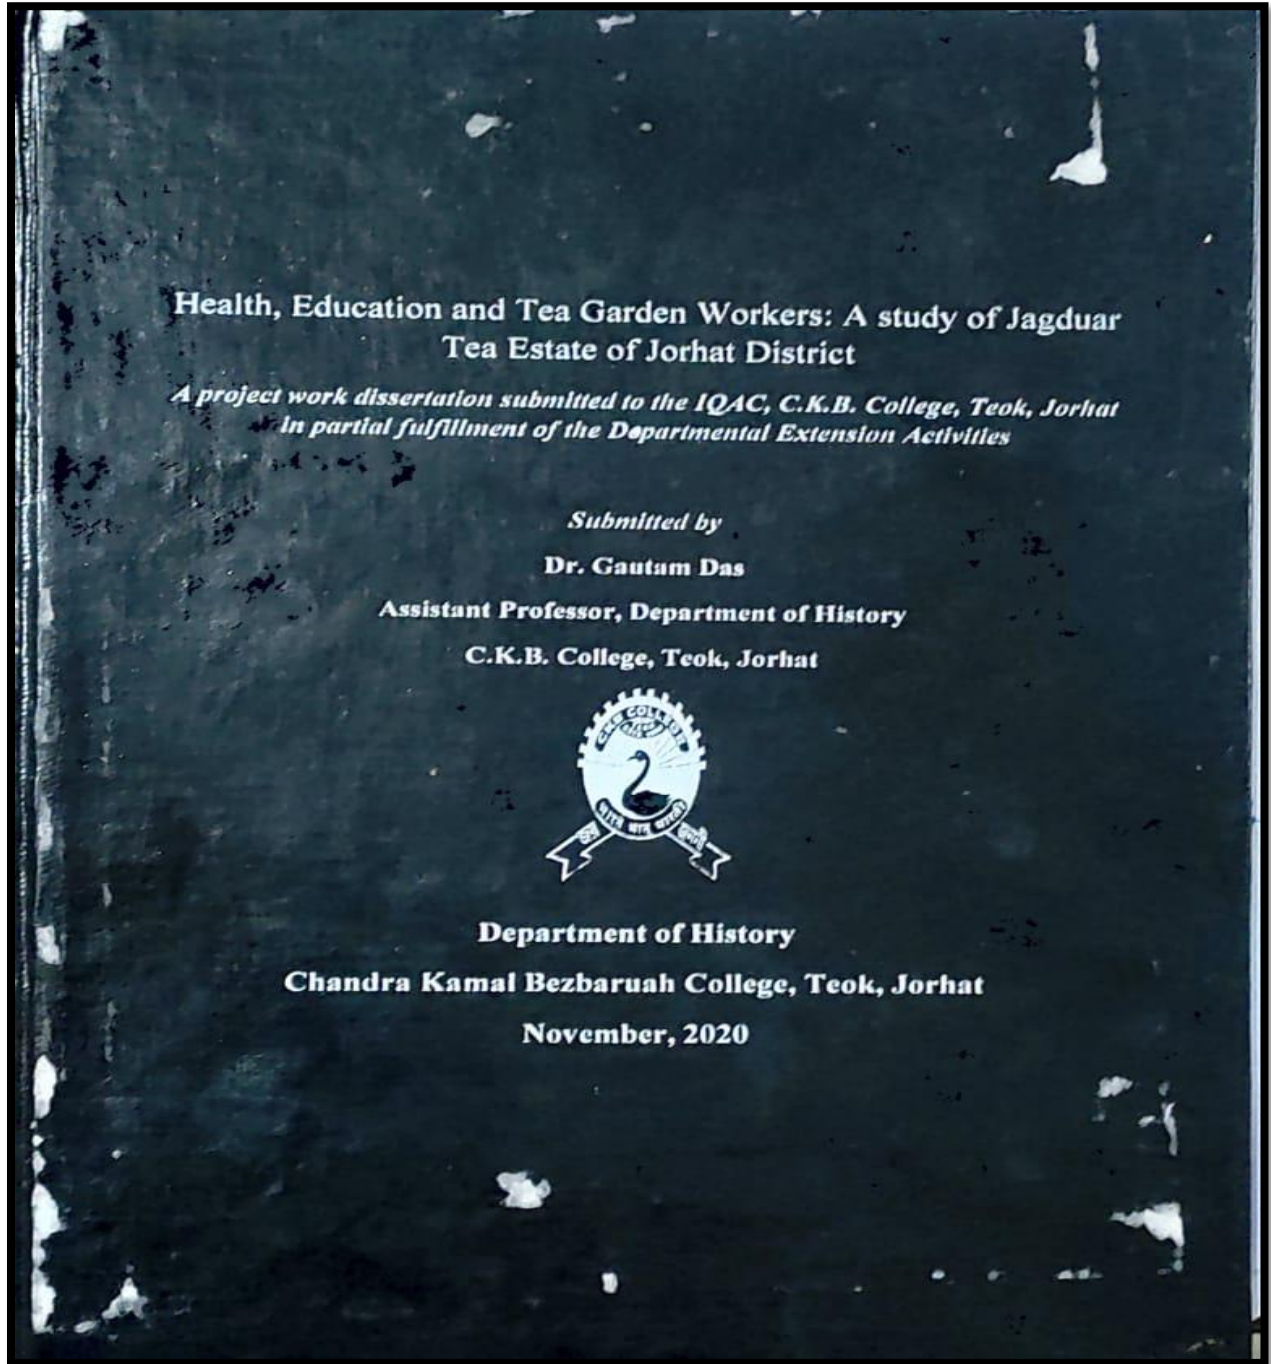 Health, Education and Tea Garden Workers: A study of Jagduar
Tea Estate of Jorhat District
A project work dissertation submitted to the IQAC, C.K.B. College, Teok, Jorhat
in partial fulfillment of the Departmental Extension Activities
Submitted by
Dr. Gautam Das
Assistant Professor, Department of History
C.K.B. College, Teok, Jorhat
CKB COLLEGE
Department of History
Chandra Kamal Bezbaruah College, Teok, Jorhat
November, 2020